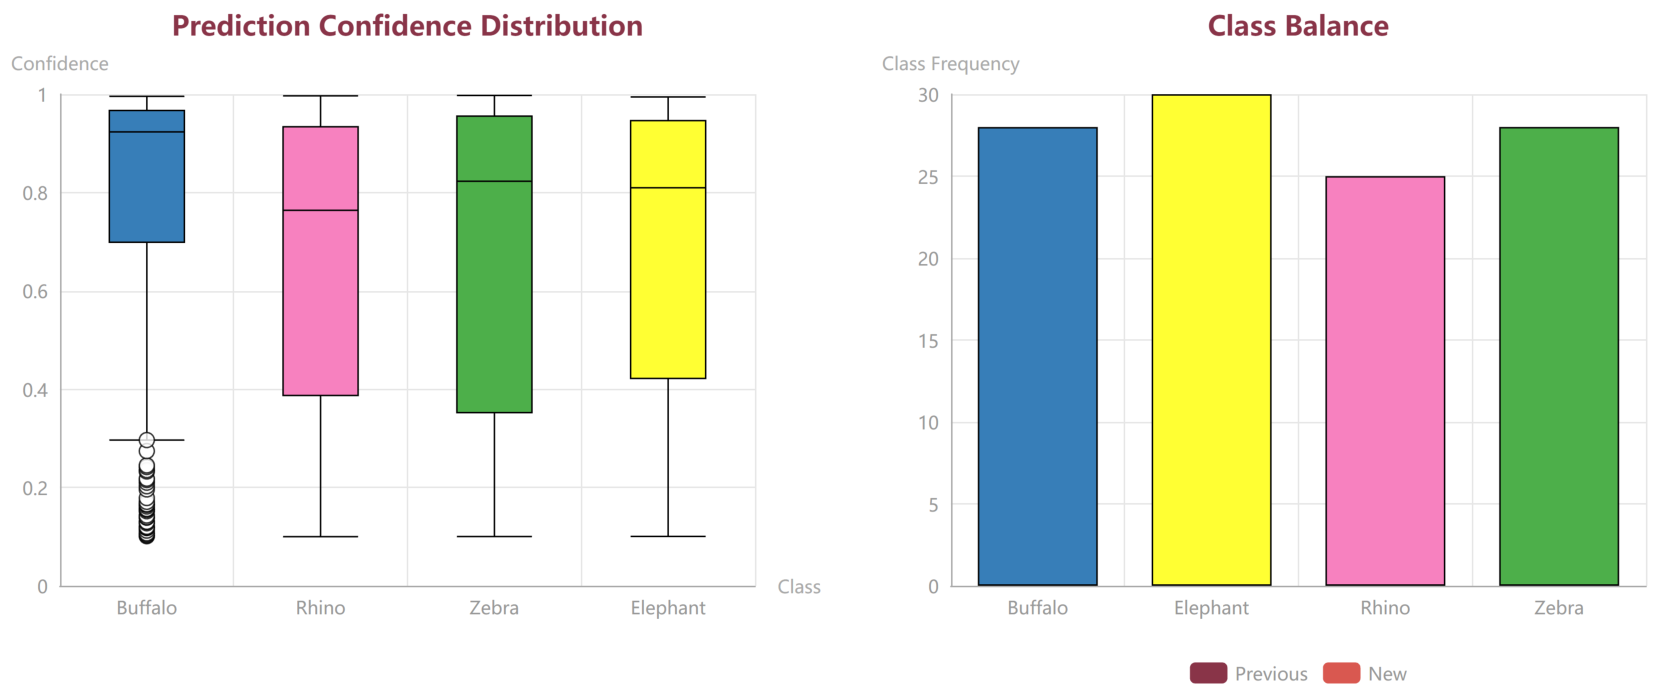 Prediction Confidence Distribution
Confidence
1
0.8
0.6
0.4
0.2
0
Buffalo
Rhino
Zebra
Elephant
Class
Class Balance
Class Frequency
30
25
20
15
10
5
0
Buffalo
Elephant
Rhino
Zebra
Previous
New